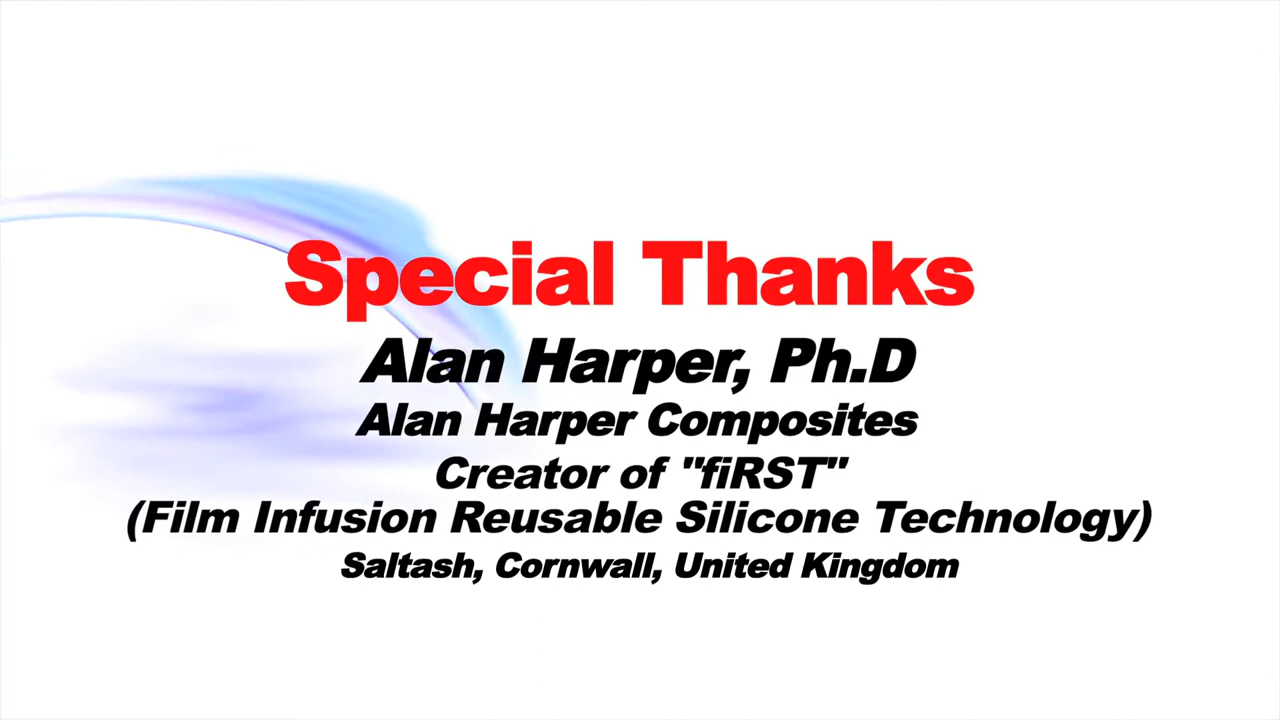 Special Thanks
Alan Harper, Ph.D
Alan Harper Composites
Creator of "fiRST"
(Film Infusion Reusable Silicone Technology)
Saltash, Cornwall, United Kingdom